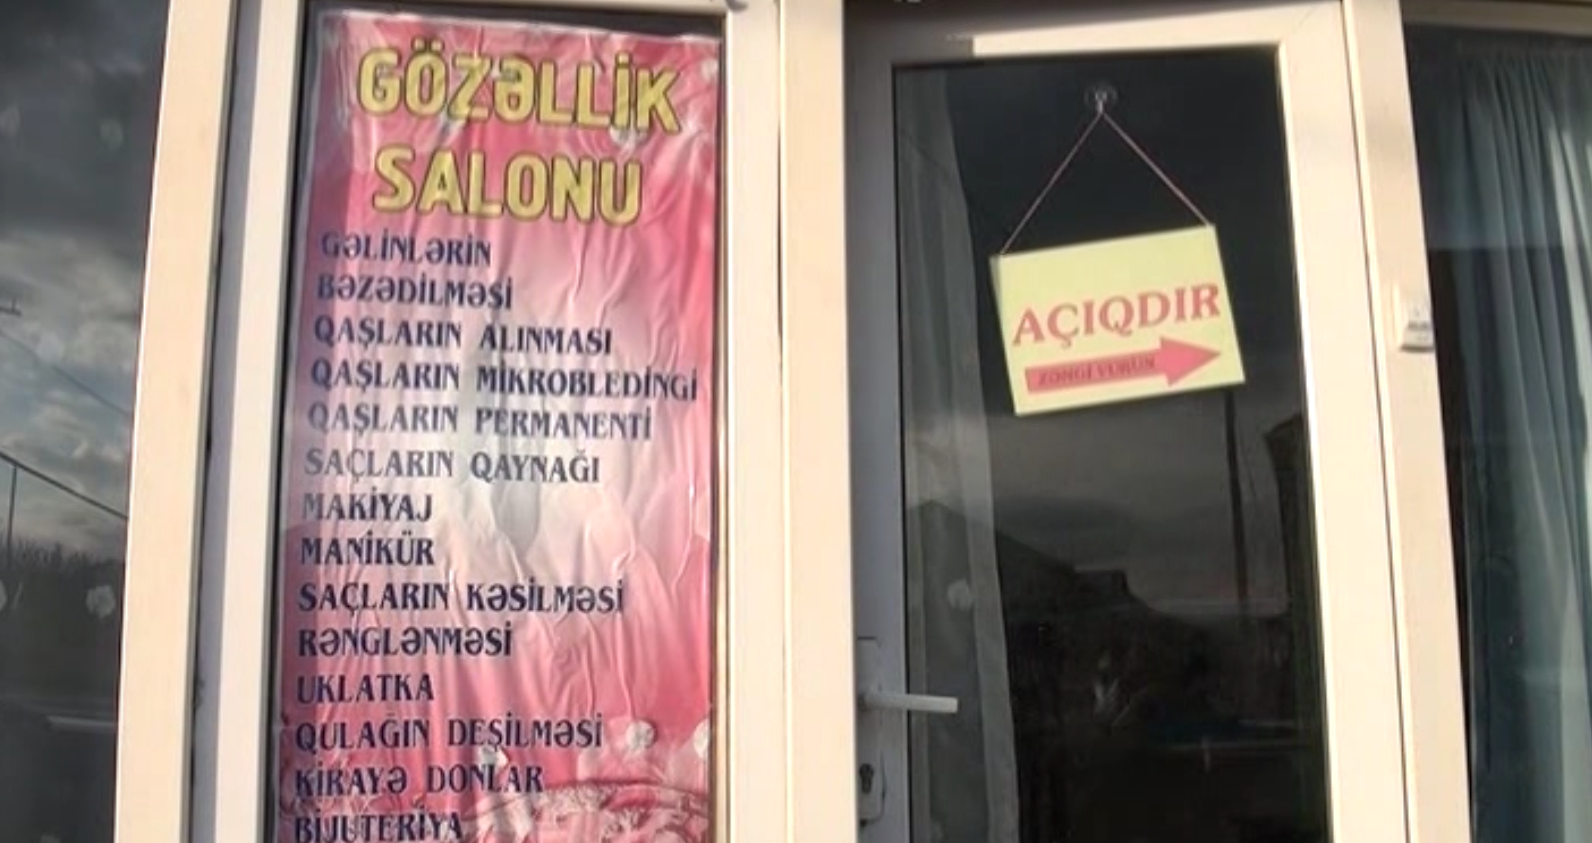 GÖZƏLLİK
SALONU
GƏLİNLƏRİN
BƏZƏDİLMƏSİ
QAŞLARIN ALINMASI
QAŞLARIN MİKROBLEDİNGİ
QAŞLARIN PERMANENTİ
SAÇLARIN QAYNAĞI
MAKİYAJ
MANİKÜR
SAÇLARIN KƏSİLMƏSİ
RƏNGLƏNMƏSİ
UKLATKA
QULAĞIN DEŞİLMƏSİ
KİRAYƏ DONLAR
BİJUTERİYA
AÇIQDIR
ZƏNGİ VURUN